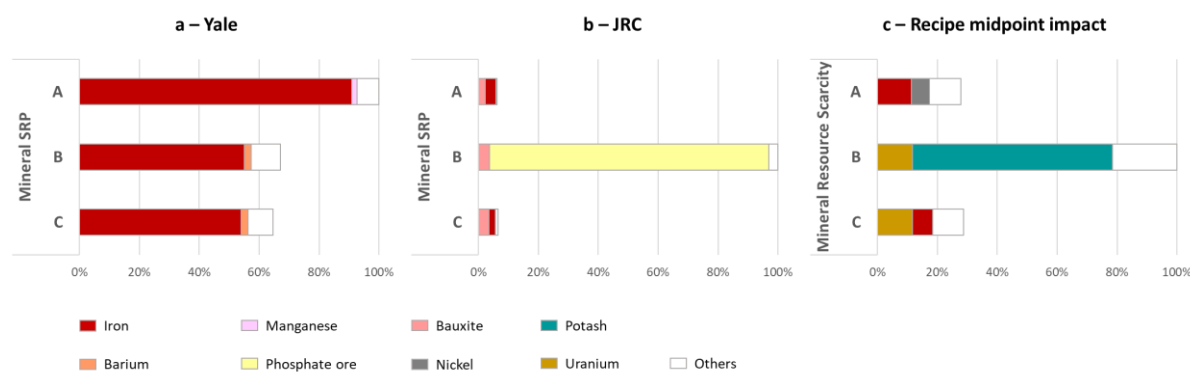 a – Yale
b – JRC
c – Recipe midpoint impact
Mineral SRP
A
B
C
0% 20% 40% 60% 80% 100%
Mineral SRP
A
B
C
0% 20% 40% 60% 80% 100%
Mineral Resource Scarcity
A
B
C
0% 20% 40% 60% 80% 100%
Iron Manganese Bauxite Potash
Barium Phosphate ore Nickel Uranium Others